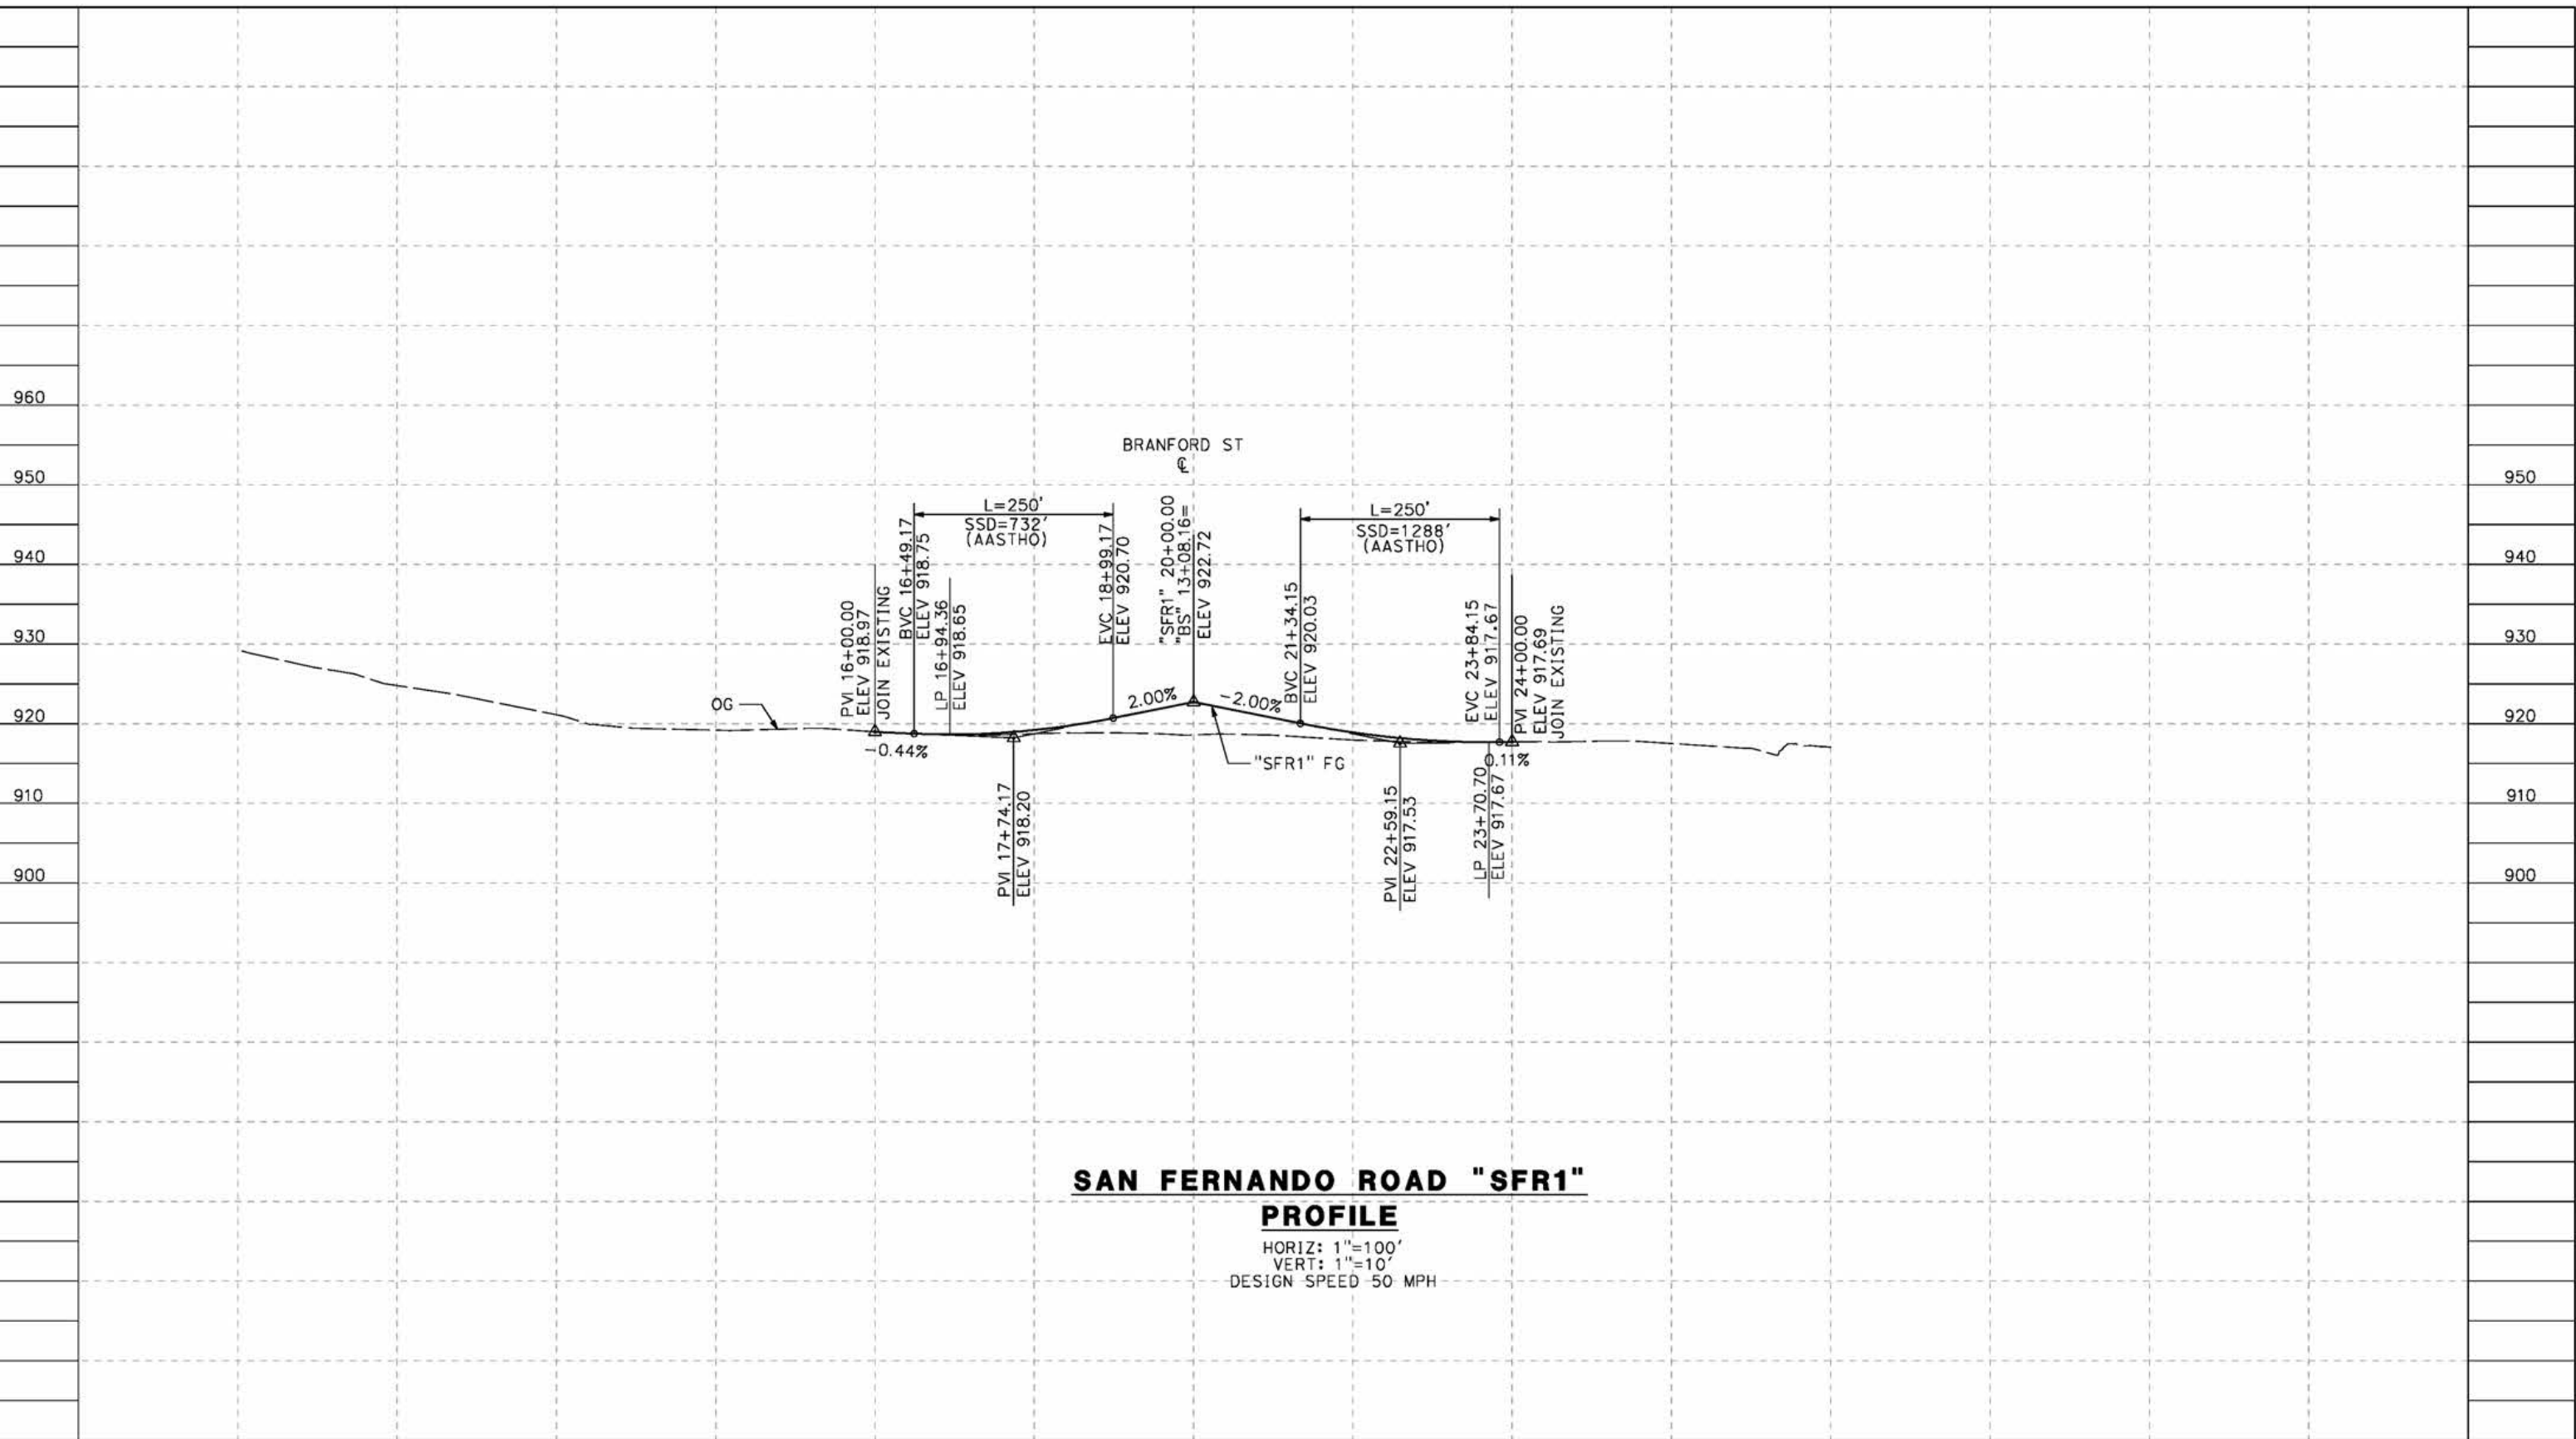 960
950
940
930
920
910
900
BRANFORD ST
℄
L=250'
SSD=732'
(AASTHO)
L=250'
SSD=1288'
(AASTHO)
PVI 16+00.00
ELEV 918.97
JOIN EXISTING
BVC 16+49.17
ELEV 918.75
LP 16+94.36
ELEV 918.65
EVC 18+99.17
ELEV 920.70
"SFR1" 20+00.00
"BS" 13+08.16=
ELEV 922.72
BVC 21+34.15
ELEV 920.03
EVC 23+84.15
ELEV 917.67
PVI 24+00.00
ELEV 917.69
JOIN EXISTING
OG
-0.44%
2.00%
-2.00%
"SFR1" FG
0.11%
PVI 17+74.17
ELEV 918.20
PVI 22+59.15
ELEV 917.53
LP 23+70.70
ELEV 917.67
950
940
930
920
910
900
SAN FERNANDO ROAD "SFR1"
PROFILE
HORIZ: 1"=100'
VERT: 1"=10'
DESIGN SPEED 50 MPH